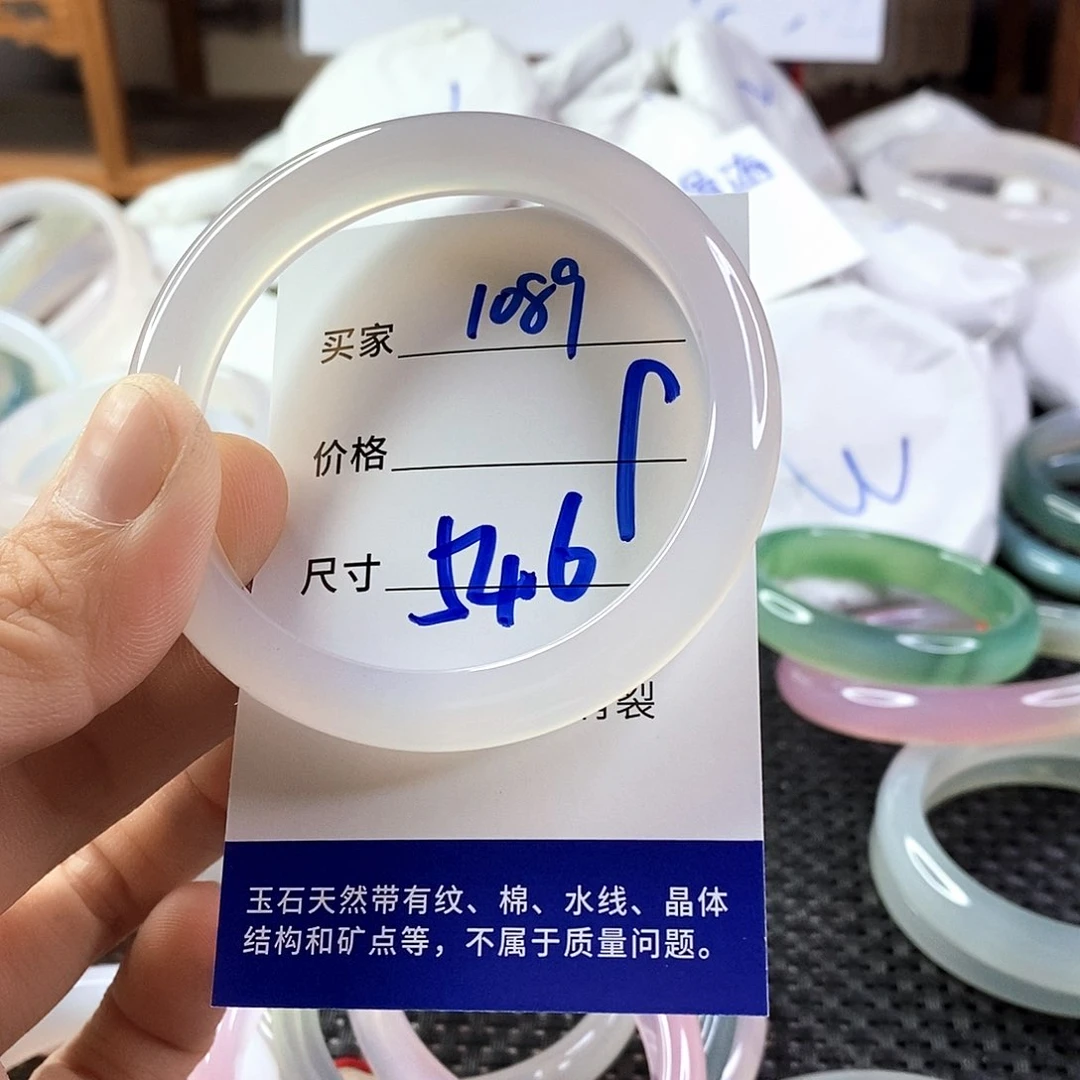 买家 1089
价格
尺寸 54.6
裂
玉石天然带有纹、棉、水线、晶体
结构和矿点等，不属于质量问题。